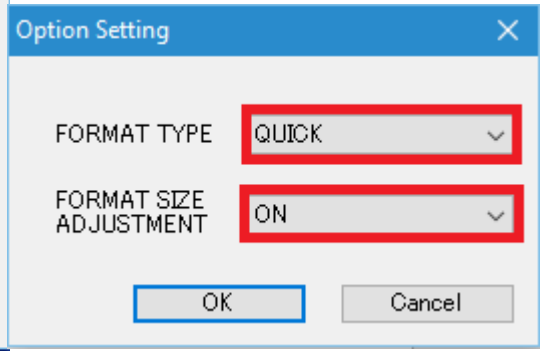 Option Setting
FORMAT TYPE QUICK
FORMAT SIZE
ADJUSTMENT ON
OK Cancel